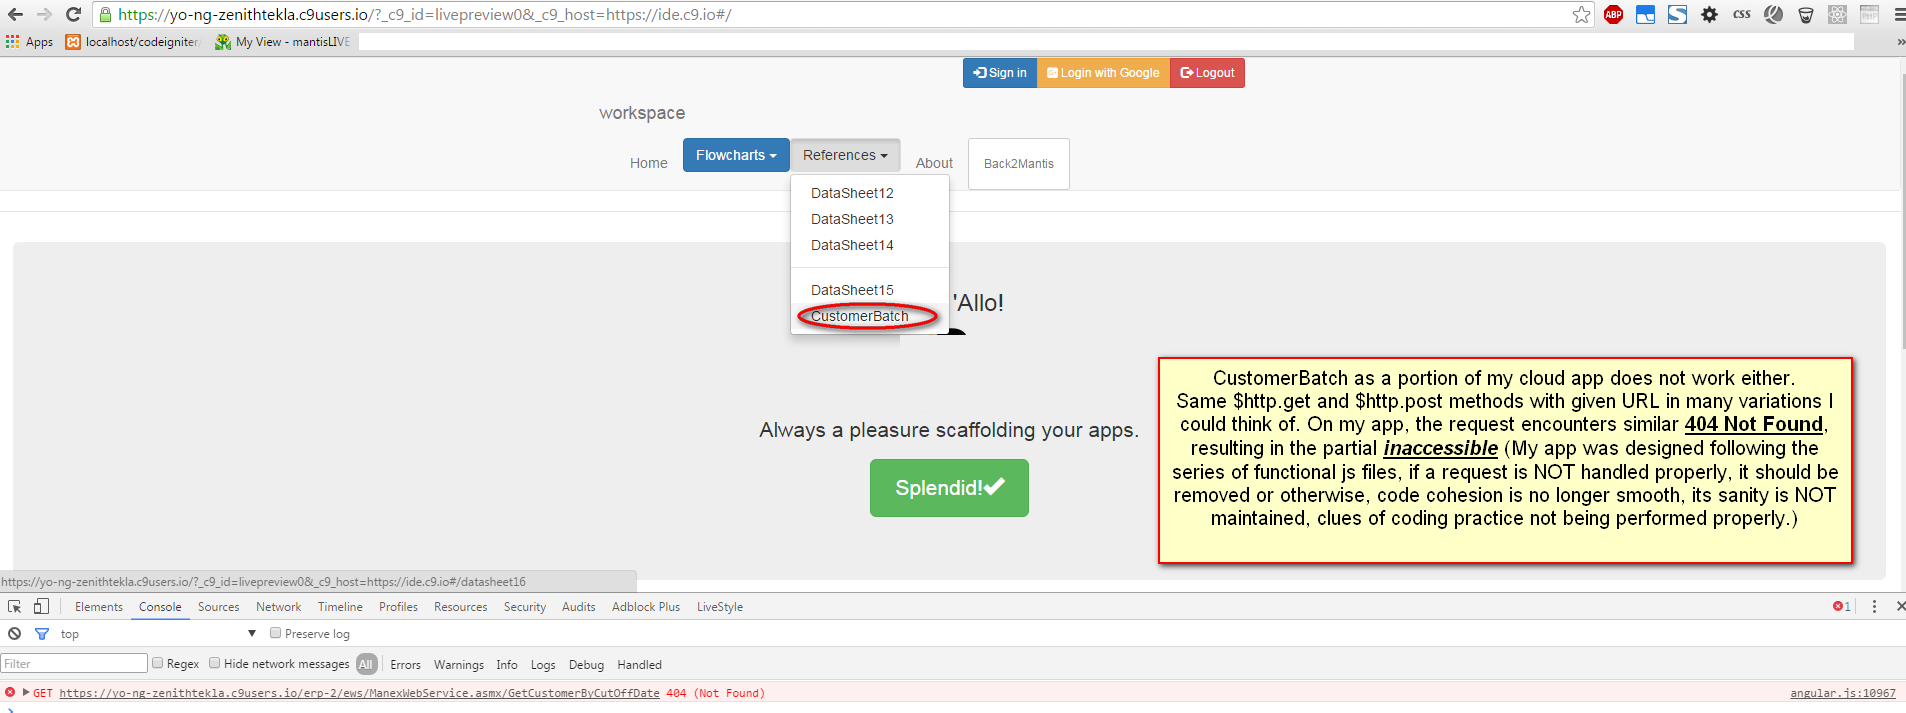 https://yo-ng-zenithtekla.c9users.io/?_c9_id=livepreview0&_c9_host=https://ide.c9.io#/
ABP
css
Apps
localhost/codeigniter/
My View - mantisLIVE
»
Sign in
Login with Google
Logout
workspace
Home
Flowcharts
References
About
Back2Mantis
DataSheet12
DataSheet13
DataSheet14
DataSheet15
CustomerBatch
'Allo!
CustomerBatch as a portion of my cloud app does not work either.
Same $http.get and $http.post methods with given URL in many variations I
could think of. On my app, the request encounters similar 404 Not Found,
resulting in the partial inaccessible (My app was designed following the
series of functional js files, if a request is NOT handled properly, it should be
removed or otherwise, code cohesion is no longer smooth, its sanity is NOT
maintained, clues of coding practice not being performed properly.)
Always a pleasure scaffolding your apps.
Splendid!
https://yo-ng-zenithtekla.c9users.io/?_c9_id=livepreview0&_c9_host=https://ide.c9.io#/datasheet16
Elements Console Sources Network Timeline Profiles Resources Security Audits Adblock Plus LiveStyle
1
top
Preserve log
Filter
Regex
Hide network messages
All Errors Warnings Info Logs Debug Handled
GET https://yo-ng-zenithtekla.c9users.io/erp-2/ews/ManexWebService.asmx/GetCustomerByCutOffDate 404 (Not Found)
angular.js:10967